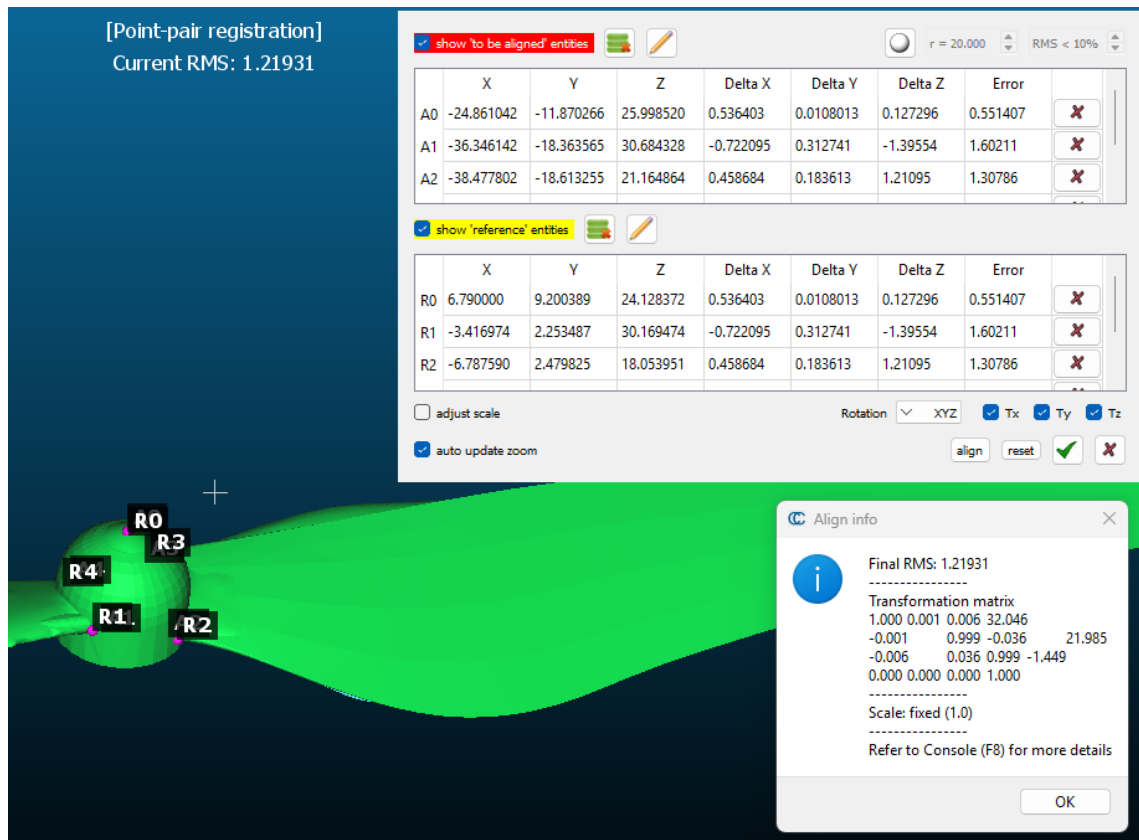 [Point-pair registration]
Current RMS: 1.21931
show 'to be aligned' entities
r = 20.000
RMS < 10%
X Y Z Delta X Delta Y Delta Z Error
A0 -24.861042 -11.870266 25.998520 0.536403 0.0108013 0.127296 0.551407
A1 -36.346142 -18.363565 30.684328 -0.722095 0.312741 -1.39554 1.60211
A2 -38.477802 -18.613255 21.164864 0.458684 0.183613 1.21095 1.30786
show 'reference' entities
X Y Z Delta X Delta Y Delta Z Error
R0 6.790000 9.200389 24.128372 0.536403 0.0108013 0.127296 0.551407
R1 -3.416974 2.253487 30.169474 -0.722095 0.312741 -1.39554 1.60211
R2 -6.787590 2.479825 18.053951 0.458684 0.183613 1.21095 1.30786
adjust scale
Rotation XYZ Tx Ty Tz
auto update zoom
align reset
R0
R3
R4
R1
R2
Align info
Final RMS: 1.21931
----------------
Transformation matrix
1.000 0.001 0.006 32.046
-0.001 0.999 -0.036 21.985
-0.006 0.036 0.999 -1.449
0.000 0.000 0.000 1.000
----------------
Scale: fixed (1.0)
----------------
Refer to Console (F8) for more details
OK